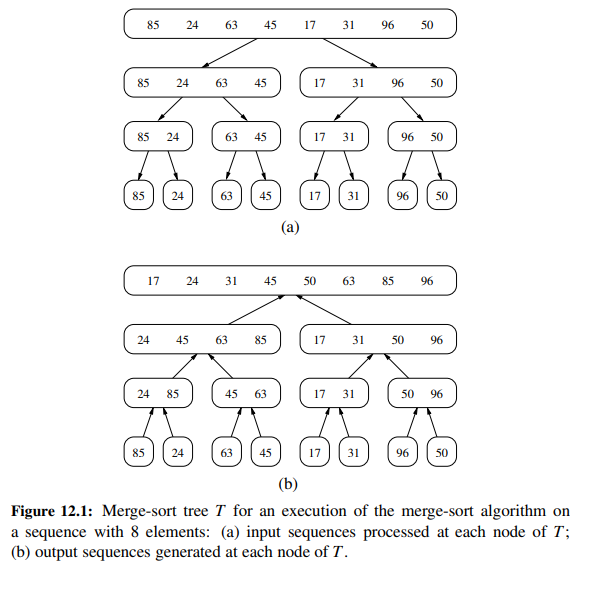 85 24 63 45 17 31 96 50
85 24 63 45 17 31 96 50
85 24 63 45 17 31 96 50
85 24 63 45 17 31 96 50
(a)
17 24 31 45 50 63 85 96
24 45 63 85 17 31 50 96
24 85 45 63 17 31 50 96
85 24 63 45 17 31 96 50
(b)
Figure 12.1: Merge-sort tree T for an execution of the merge-sort algorithm on
a sequence with 8 elements: (a) input sequences processed at each node of T;
(b) output sequences generated at each node of T.